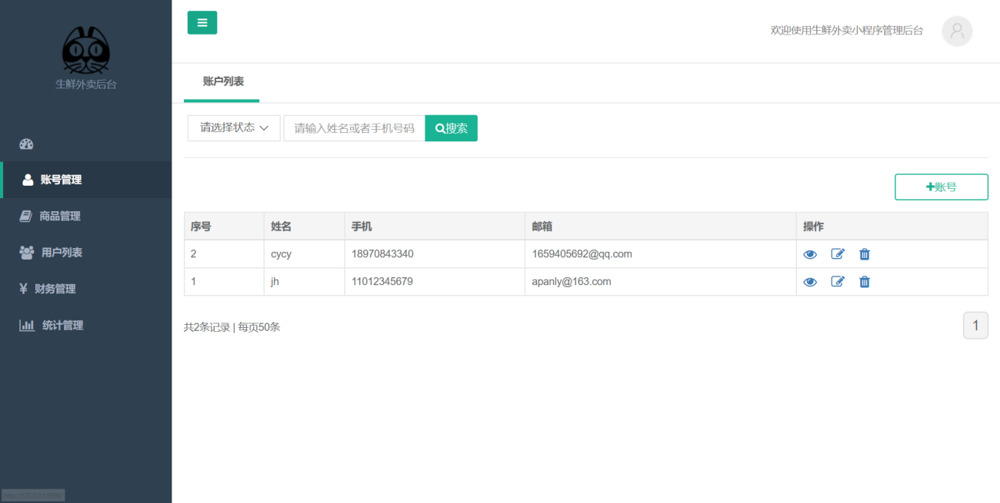 生鲜外卖后台
账号管理
商品管理
用户列表
¥ 财务管理
统计管理
欢迎使用生鲜外卖小程序管理后台
账户列表
请选择状态 请输入姓名或者手机号码 搜索
+账号
序号 姓名 手机 邮箱 操作
2 cycy 18970843340 1659405692@qq.com
1 jh 11012345679 apanly@163.com
共2条记录 | 每页50条 1